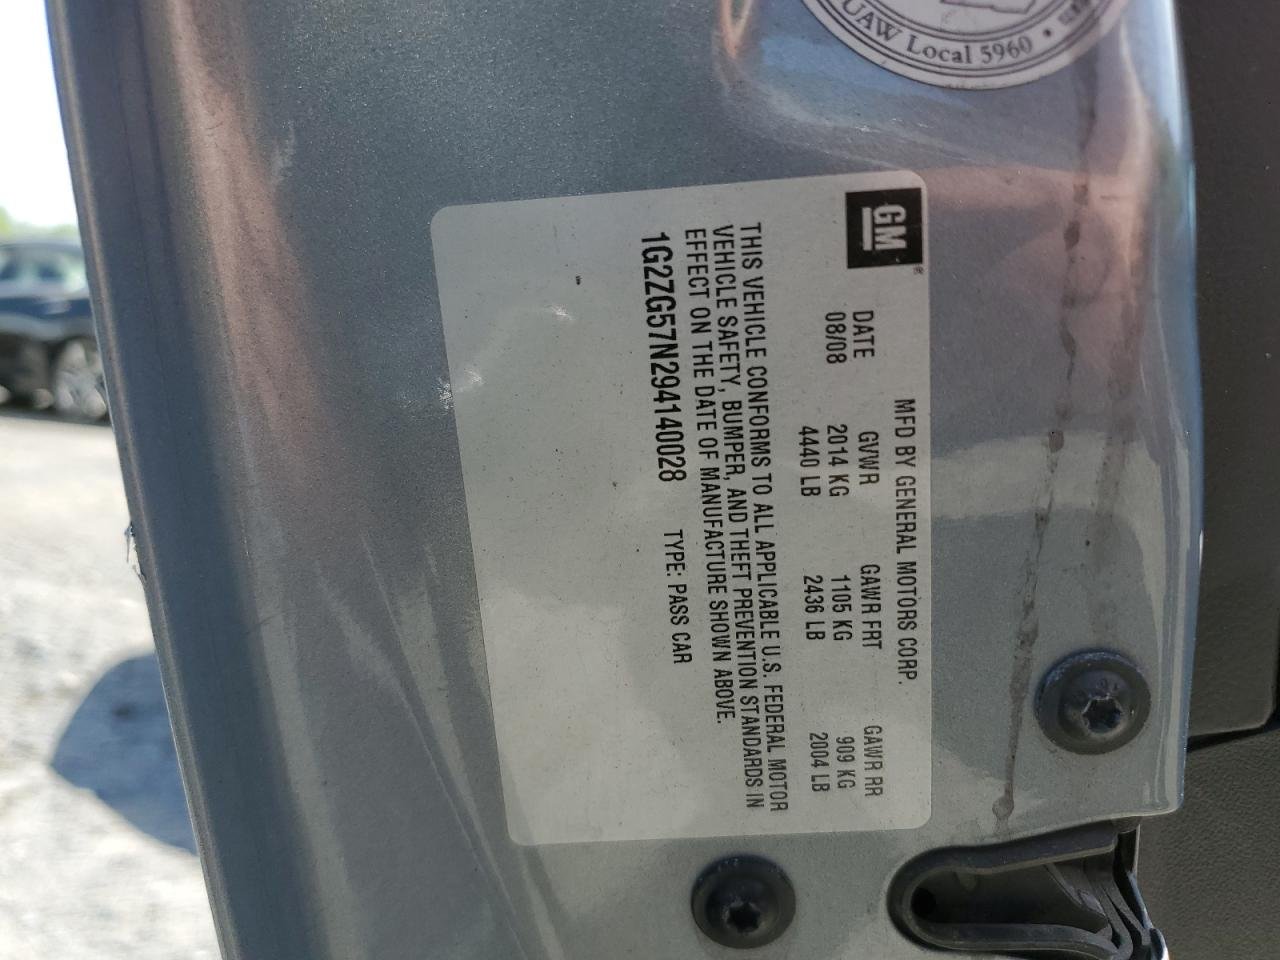 UAW Local 5960 •
GM
MFD BY GENERAL MOTORS CORP.
DATE GVWR GAWR FRT GAWR RR
08/08 2014 KG 1105 KG 909 KG
4440 LB 2436 LB 2004 LB
THIS VEHICLE CONFORMS TO ALL APPLICABLE U.S. FEDERAL MOTOR
VEHICLE SAFETY, BUMPER, AND THEFT PREVENTION STANDARDS IN
EFFECT ON THE DATE OF MANUFACTURE SHOWN ABOVE.
1G2ZG57N294140028 TYPE: PASS CAR